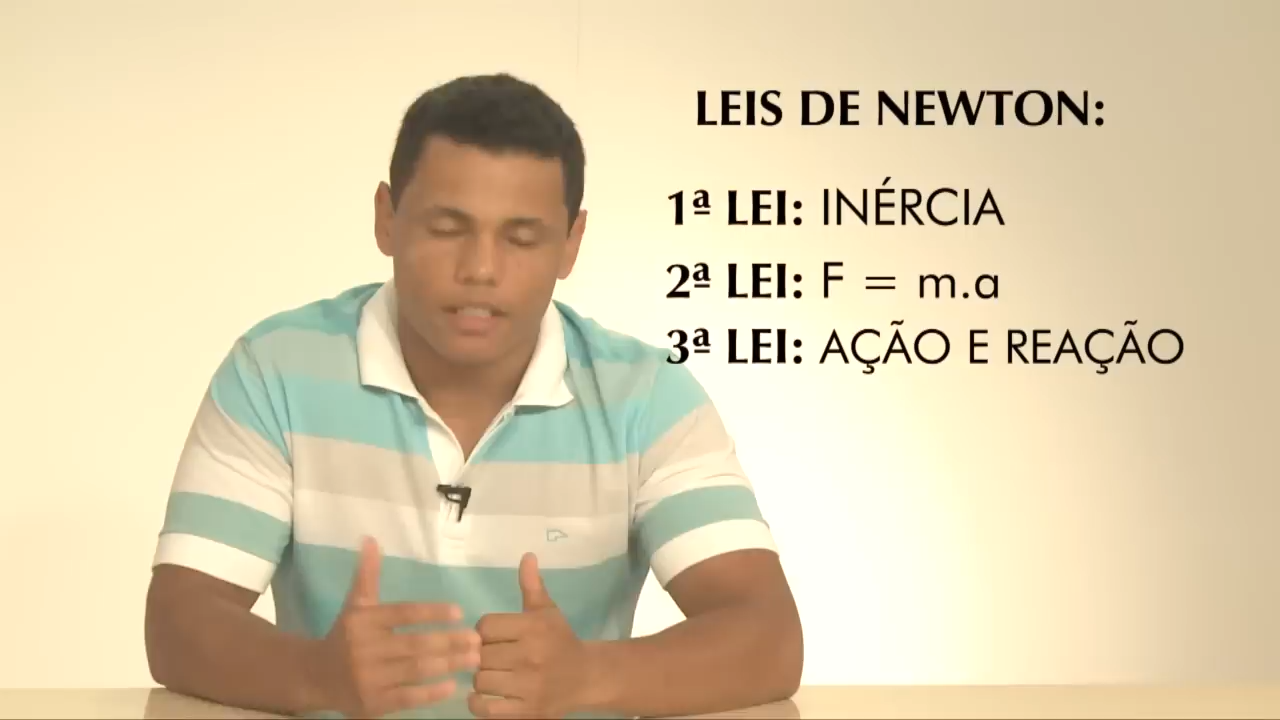 LEIS DE NEWTON:
1ª LEI: INÉRCIA
2ª LEI: F = m.a
3ª LEI: AÇÃO E REAÇÃO